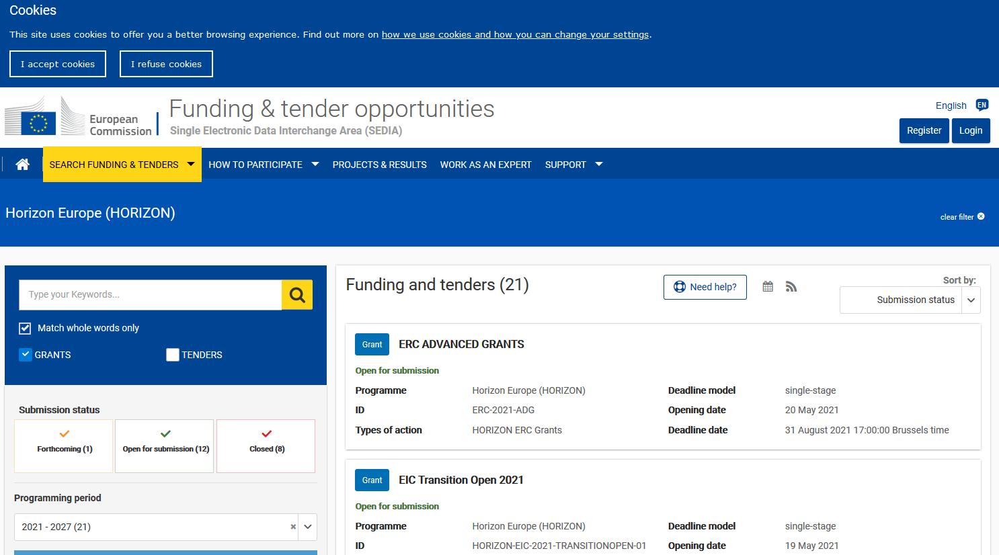 Cookies
This site uses cookies to offer you a better browsing experience. Find out more on how we use cookies and how you can change your settings.
I accept cookies
I refuse cookies
European
Commission
Funding & tender opportunities
Single Electronic Data Interchange Area (SEDIA)
English EN
Register
Login
SEARCH FUNDING & TENDERS
HOW TO PARTICIPATE
PROJECTS & RESULTS
WORK AS AN EXPERT
SUPPORT
Horizon Europe (HORIZON)
clear filter
Type your Keywords...
Match whole words only
GRANTS
TENDERS
Submission status
Forthcoming (1)
Open for submission (12)
Closed (8)
Programming period
2021 - 2027 (21)
Funding and tenders (21)
Need help?
Sort by:
Submission status
Grant ERC ADVANCED GRANTS
Open for submission
Programme Horizon Europe (HORIZON) Deadline model single-stage
ID ERC-2021-ADG Opening date 20 May 2021
Types of action HORIZON ERC Grants Deadline date 31 August 2021 17:00:00 Brussels time
Grant EIC Transition Open 2021
Open for submission
Programme Horizon Europe (HORIZON) Deadline model single-stage
ID HORIZON-EIC-2021-TRANSITIONOPEN-01 Opening date 19 May 2021